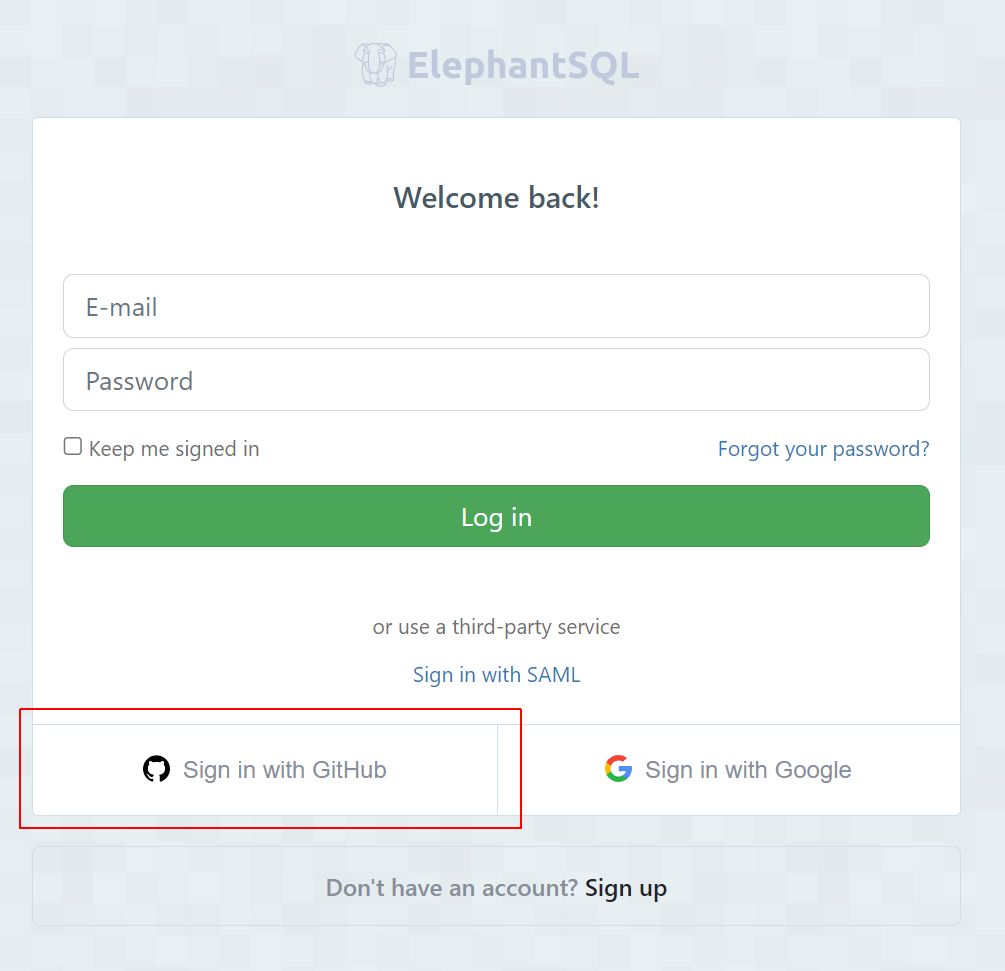 ElephantSQL
Welcome back!
E-mail
Password
Keep me signed in
Forgot your password?
Log in
or use a third-party service
Sign in with SAML
Sign in with GitHub
Sign in with Google
Don't have an account? Sign up